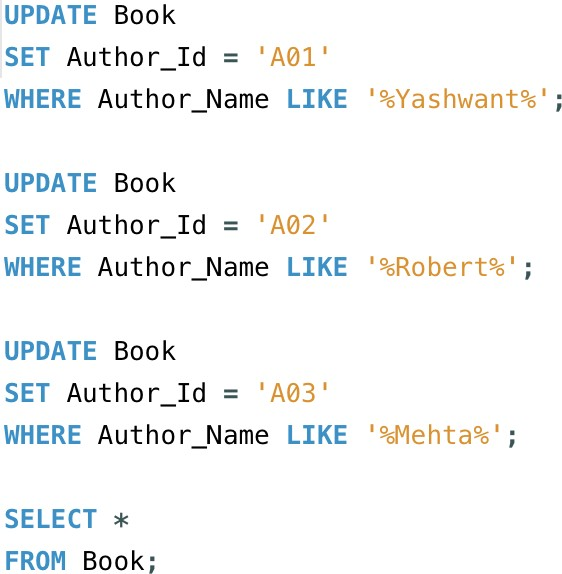 UPDATE Book
SET Author_Id = 'A01'
WHERE Author_Name LIKE '%Yashwant%';
UPDATE Book
SET Author_Id = 'A02'
WHERE Author_Name LIKE '%Robert%';
UPDATE Book
SET Author_Id = 'A03'
WHERE Author_Name LIKE '%Mehta%';
SELECT *
FROM Book;